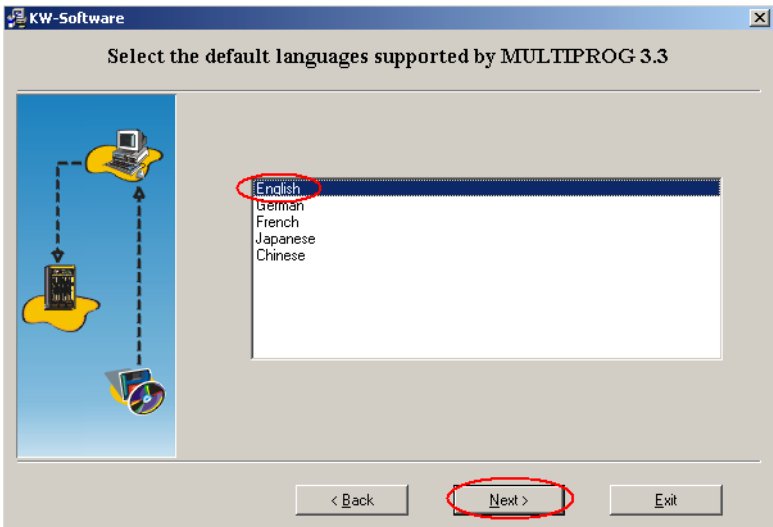 KW-Software
Select the default languages supported by MULTIPROG 3.3
English
German
French
Japanese
Chinese
< Back
Next >
Exit